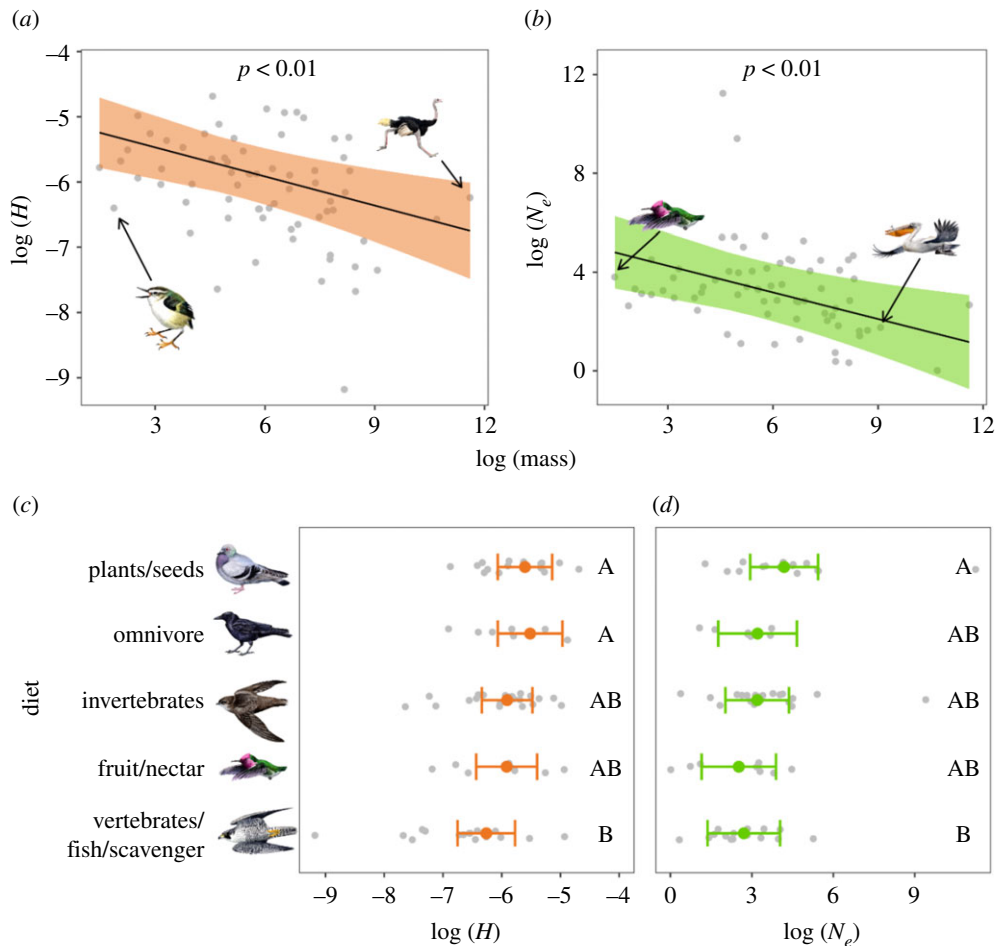 (a)
p < 0.01
–4
–5
–6
–7
–8
–9
log (H)
3 6 9 12
(b)
p < 0.01
12
8
4
0
log (Nₑ)
3 6 9 12
log (mass)
(c)
diet
plants/seeds
omnivore
invertebrates
fruit/nectar
vertebrates/
fish/scavenger
A
A
AB
AB
B
–9 –8 –7 –6 –5 –4
log (H)
(d)
A
AB
AB
AB
B
0 3 6 9
log (Nₑ)